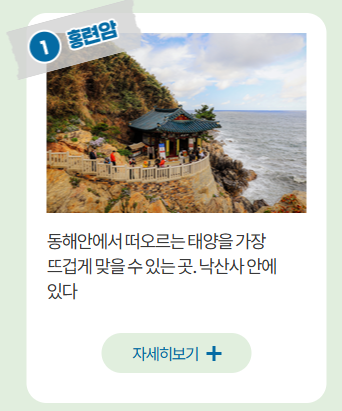 1 홍련암
동해안에서 떠오르는 태양을 가장
뜨겁게 맞을 수 있는 곳. 낙산사 안에
있다
자세히보기 +